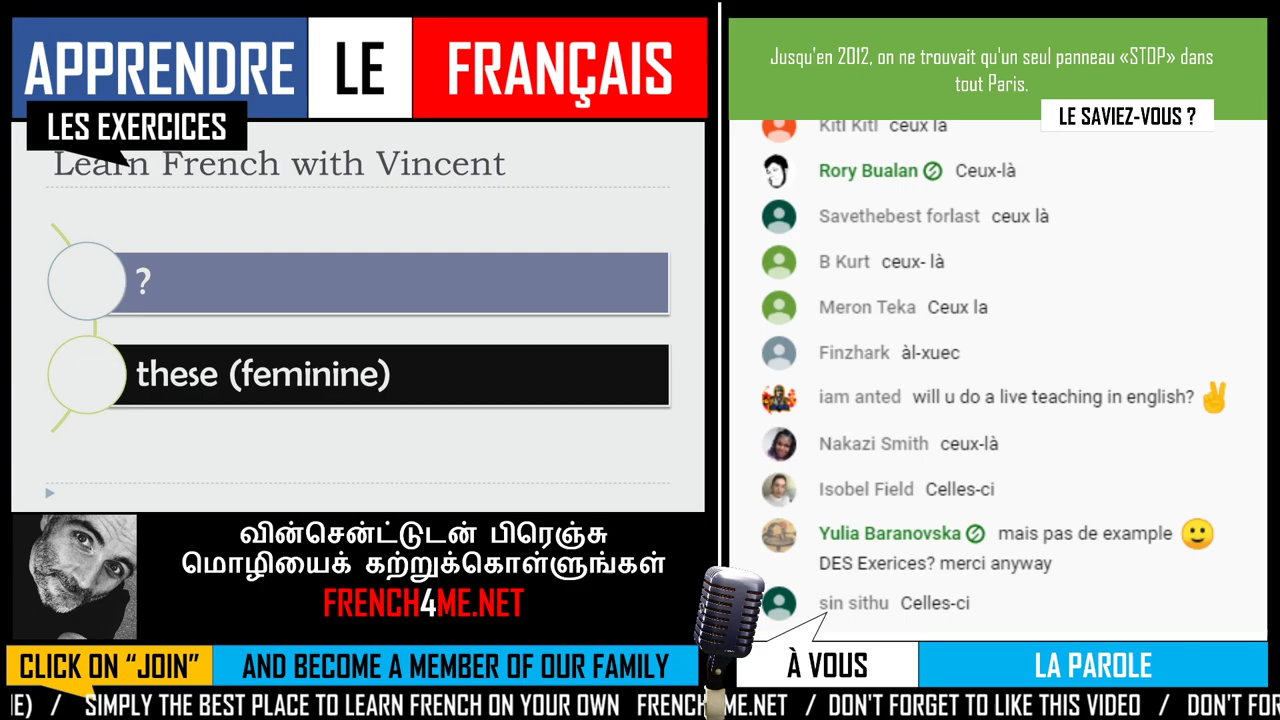 APPRENDRE LE FRANÇAIS
LES EXERCICES
Learn French with Vincent
?
these (feminine)
வின்சென்ட்டுடன் பிரெஞ்சு
மொழியைக் கற்றுக்கொள்ளுங்கள்
FRENCH4ME.NET
CLICK ON “JOIN” AND BECOME A MEMBER OF OUR FAMILY
Jusqu'en 2012, on ne trouvait qu'un seul panneau «STOP» dans
tout Paris.
LE SAVIEZ-VOUS ?
Kitl Kitl ceux la
Rory Bualan Ceux-là
Savethebest forlast ceux là
B Kurt ceux- là
Meron Teka Ceux la
Finzhark àl-xuec
iam anted will u do a live teaching in english? ✌
Nakazi Smith ceux-là
Isobel Field Celles-ci
Yulia Baranovska mais pas de example 🙂
DES Exerices? merci anyway
sin sithu Celles-ci
À VOUS LA PAROLE
E) / SIMPLY THE BEST PLACE TO LEARN FRENCH ON YOUR OWN FRENCH4ME.NET / DON'T FORGET TO LIKE THIS VIDEO / DON'T FOR